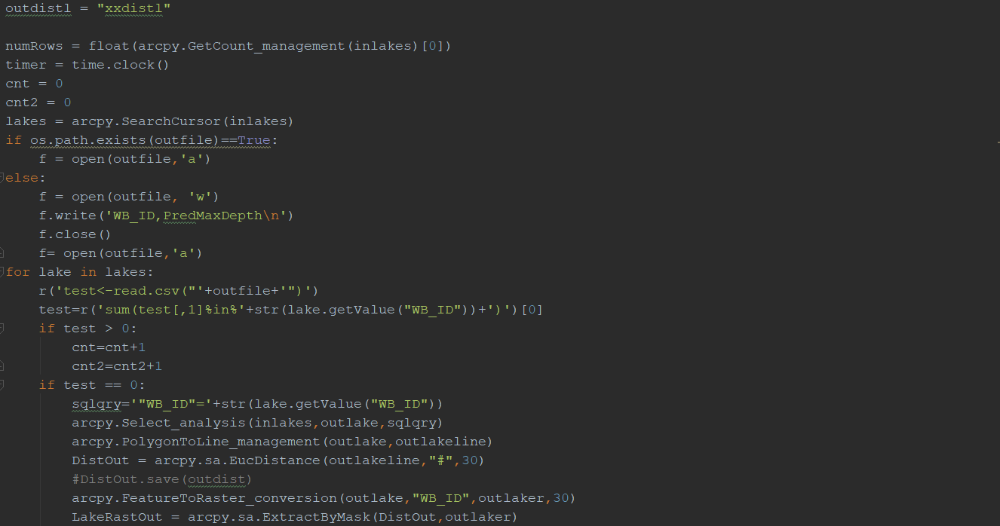 outdistl = "xxdistl"
numRows = float(arcpy.GetCount_management(inlakes)[0])
timer = time.clock()
cnt = 0
cnt2 = 0
lakes = arcpy.SearchCursor(inlakes)
if os.path.exists(outfile)==True:
    f = open(outfile,'a')
else:
    f = open(outfile, 'w')
    f.write('WB_ID,PredMaxDepth\n')
    f.close()
    f= open(outfile,'a')
for lake in lakes:
    r('test<-read.csv("'+outfile+'")')
    test=r('sum(test[,1]%in%'+str(lake.getValue("WB_ID"))+')')[0]
    if test > 0:
        cnt=cnt+1
        cnt2=cnt2+1
    if test == 0:
        sqlqry='"WB_ID"='+str(lake.getValue("WB_ID"))
        arcpy.Select_analysis(inlakes,outlake,sqlqry)
        arcpy.PolygonToLine_management(outlake,outlakeline)
        DistOut = arcpy.sa.EucDistance(outlakeline,"#",30)
        #DistOut.save(outdist)
        arcpy.FeatureToRaster_conversion(outlake,"WB_ID",outlaker,30)
        LakeRastOut = arcpy.sa.ExtractByMask(DistOut,outlaker)